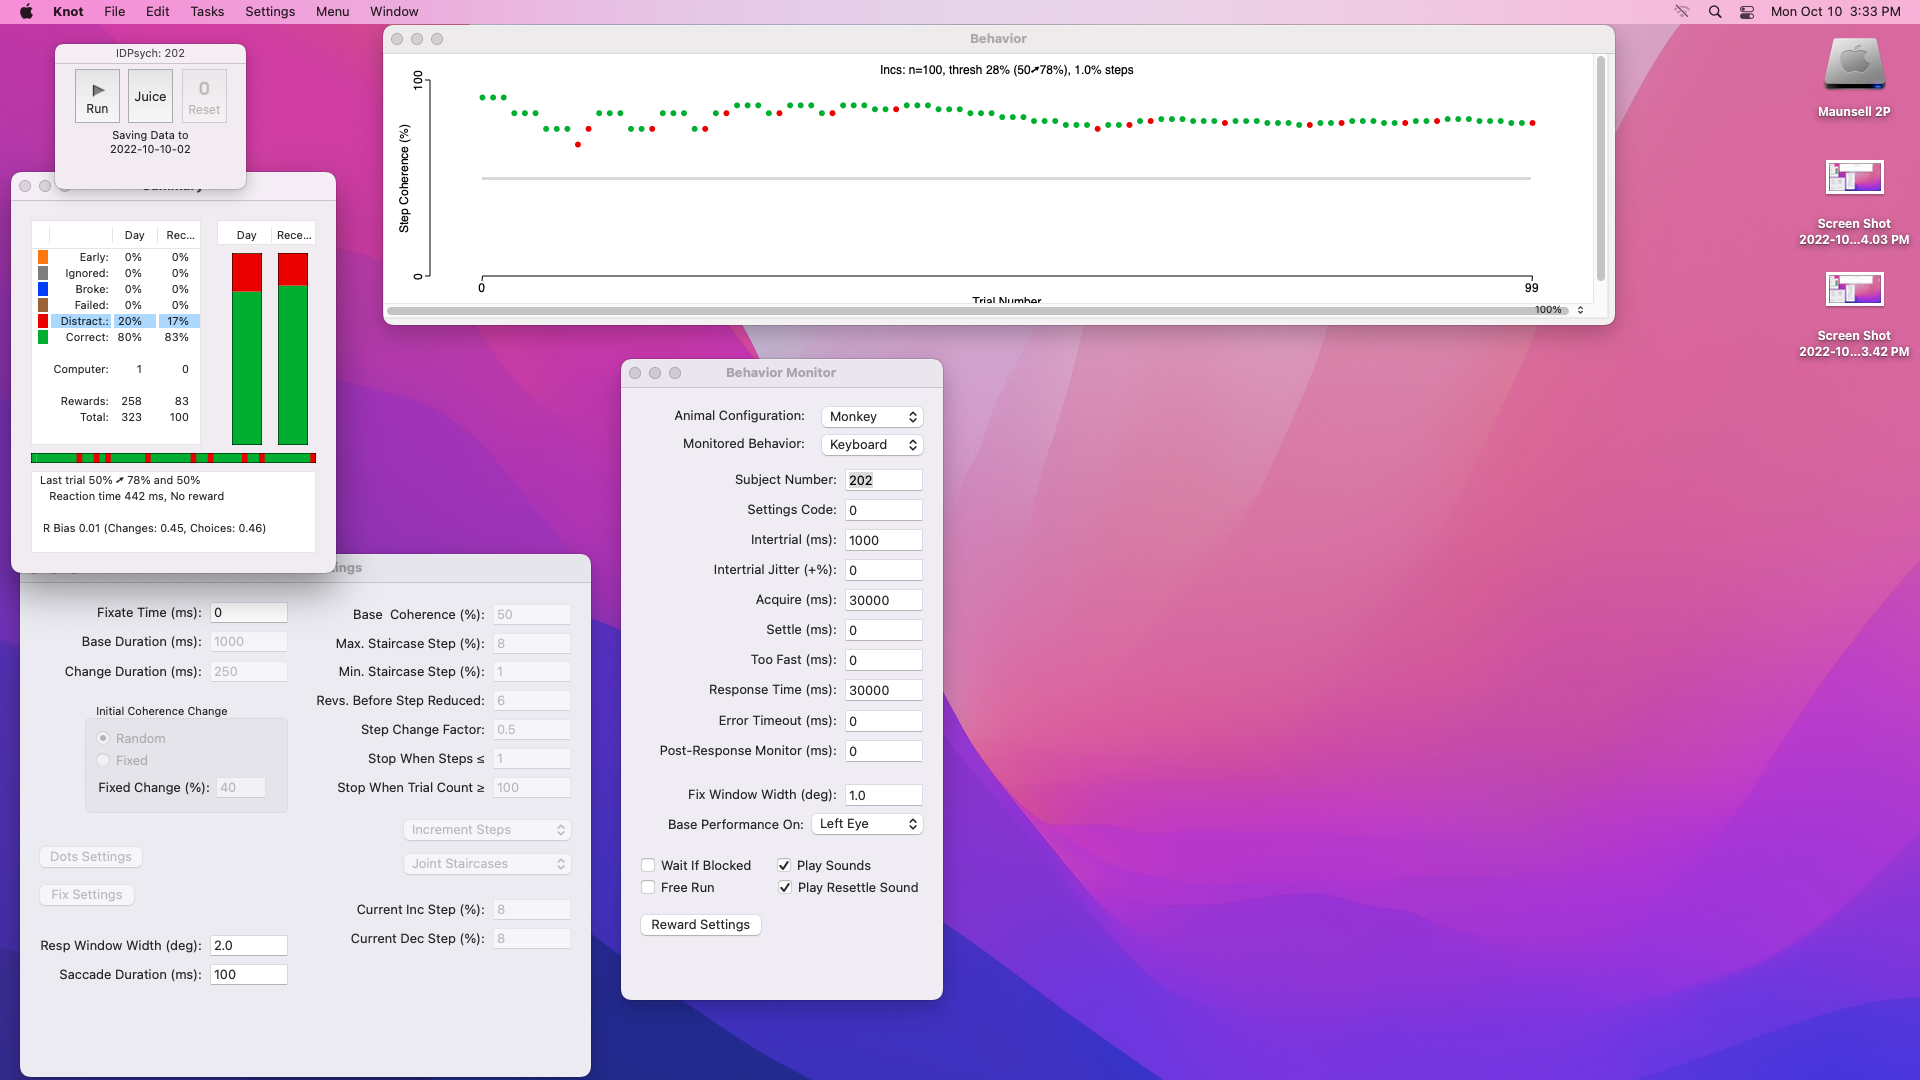 Knot File Edit Tasks Settings Menu Window Mon Oct 10 3:33 PM
IDPsych: 202
Run
Juice
0
Reset
Saving Data to
2022-10-10-02
Behavior
Incs: n=100, thresh 28% (50➚78%), 1.0% steps
100
Step Coherence (%)
0
0 99
Trial Number
100%
Maunsell 2P
Screen Shot
2022-10...4.03 PM
Screen Shot
2022-10...3.42 PM
Day Rec... Day Rece...
Early: 0% 0%
Ignored: 0% 0%
Broke: 0% 0%
Failed: 0% 0%
Distract.: 20% 17%
Correct: 80% 83%
Computer: 1 0
Rewards: 258 83
Total: 323 100
Last trial 50% ➚ 78% and 50%
Reaction time 442 ms, No reward
R Bias 0.01 (Changes: 0.45, Choices: 0.46)
ings
Fixate Time (ms): 0
Base Duration (ms): 1000
Change Duration (ms): 250
Initial Coherence Change
Random
Fixed
Fixed Change (%): 40
Dots Settings
Fix Settings
Resp Window Width (deg): 2.0
Saccade Duration (ms): 100
Base Coherence (%): 50
Max. Staircase Step (%): 8
Min. Staircase Step (%): 1
Revs. Before Step Reduced: 6
Step Change Factor: 0.5
Stop When Steps ≤ 1
Stop When Trial Count ≥ 100
Increment Steps
Joint Staircases
Current Inc Step (%): 8
Current Dec Step (%): 8
Behavior Monitor
Animal Configuration: Monkey
Monitored Behavior: Keyboard
Subject Number: 202
Settings Code: 0
Intertrial (ms): 1000
Intertrial Jitter (+%): 0
Acquire (ms): 30000
Settle (ms): 0
Too Fast (ms): 0
Response Time (ms): 30000
Error Timeout (ms): 0
Post-Response Monitor (ms): 0
Fix Window Width (deg): 1.0
Base Performance On: Left Eye
Wait If Blocked Play Sounds
Free Run Play Resettle Sound
Reward Settings